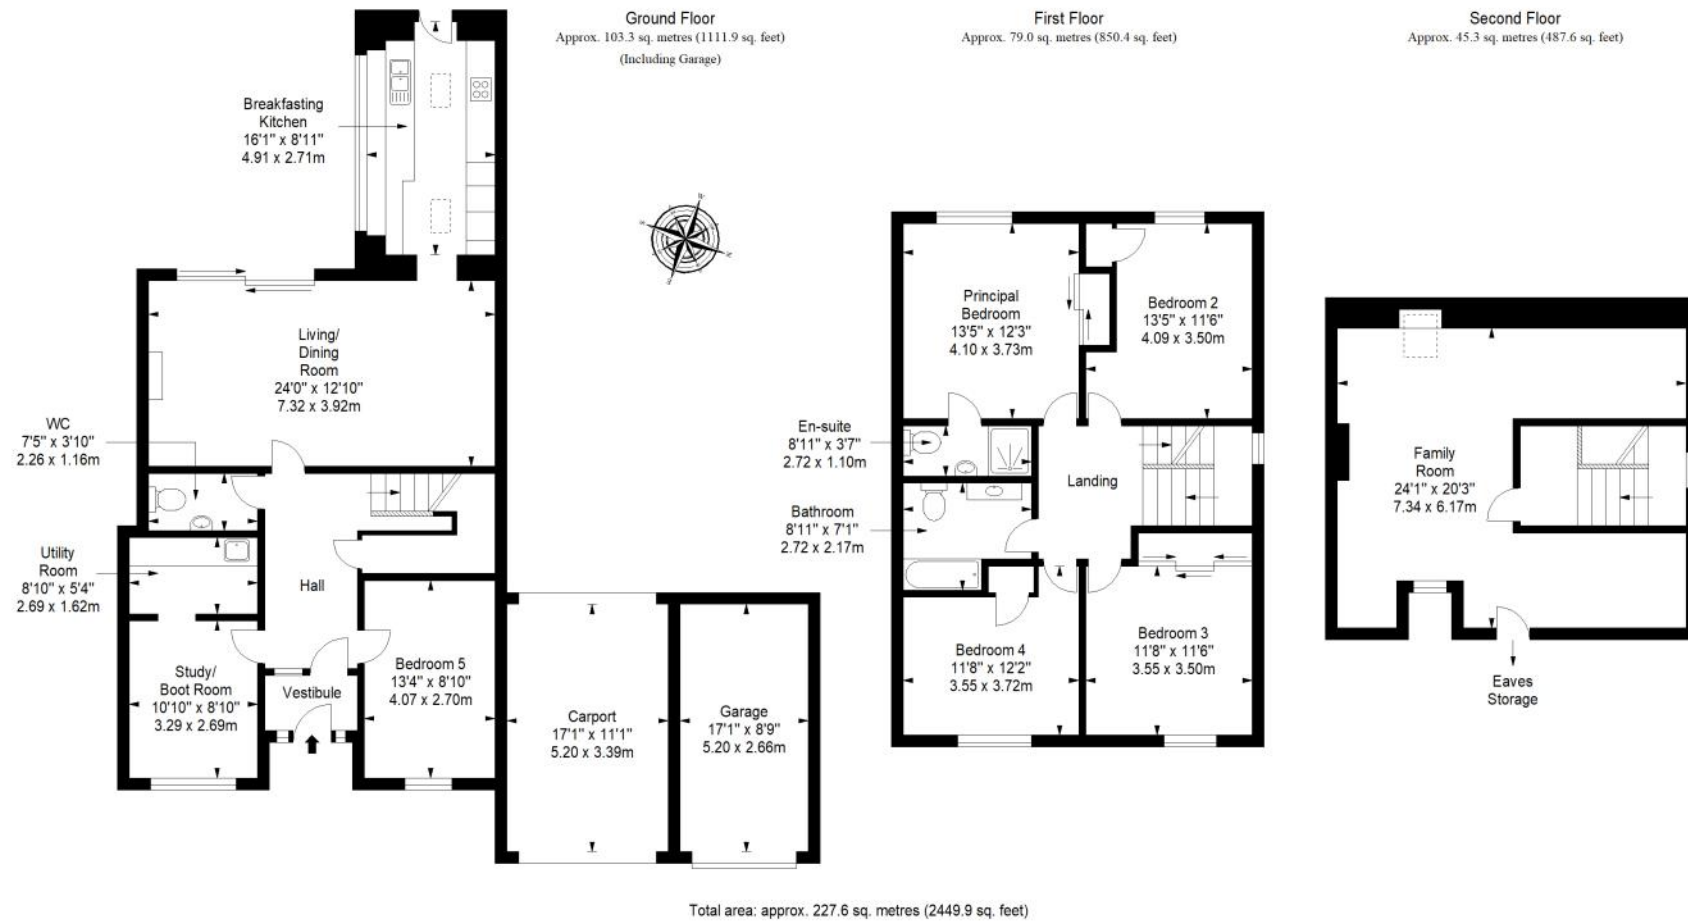 Ground Floor
Approx. 103.3 sq. metres (1111.9 sq. feet)
(Including Garage)
First Floor
Approx. 79.0 sq. metres (850.4 sq. feet)
Second Floor
Approx. 45.3 sq. metres (487.6 sq. feet)
Breakfasting
Kitchen
16'1" x 8'11"
4.91 x 2.71m
Living/
Dining
Room
24'0" x 12'10"
7.32 x 3.92m
WC
7'5" x 3'10"
2.26 x 1.16m
Utility
Room
8'10" x 5'4"
2.69 x 1.62m
Hall
Study/
Boot Room
10'10" x 8'10"
3.29 x 2.69m
Vestibule
Bedroom 5
13'4" x 8'10"
4.07 x 2.70m
Carport
17'1" x 11'1"
5.20 x 3.39m
Garage
17'1" x 8'9"
5.20 x 2.66m
Principal
Bedroom
13'5" x 12'3"
4.10 x 3.73m
Bedroom 2
13'5" x 11'6"
4.09 x 3.50m
En-suite
8'11" x 3'7"
2.72 x 1.10m
Landing
Bathroom
8'11" x 7'1"
2.72 x 2.17m
Bedroom 4
11'8" x 12'2"
3.55 x 3.72m
Bedroom 3
11'8" x 11'6"
3.55 x 3.50m
Family
Room
24'1" x 20'3"
7.34 x 6.17m
Eaves
Storage
Total area: approx. 227.6 sq. metres (2449.9 sq. feet)